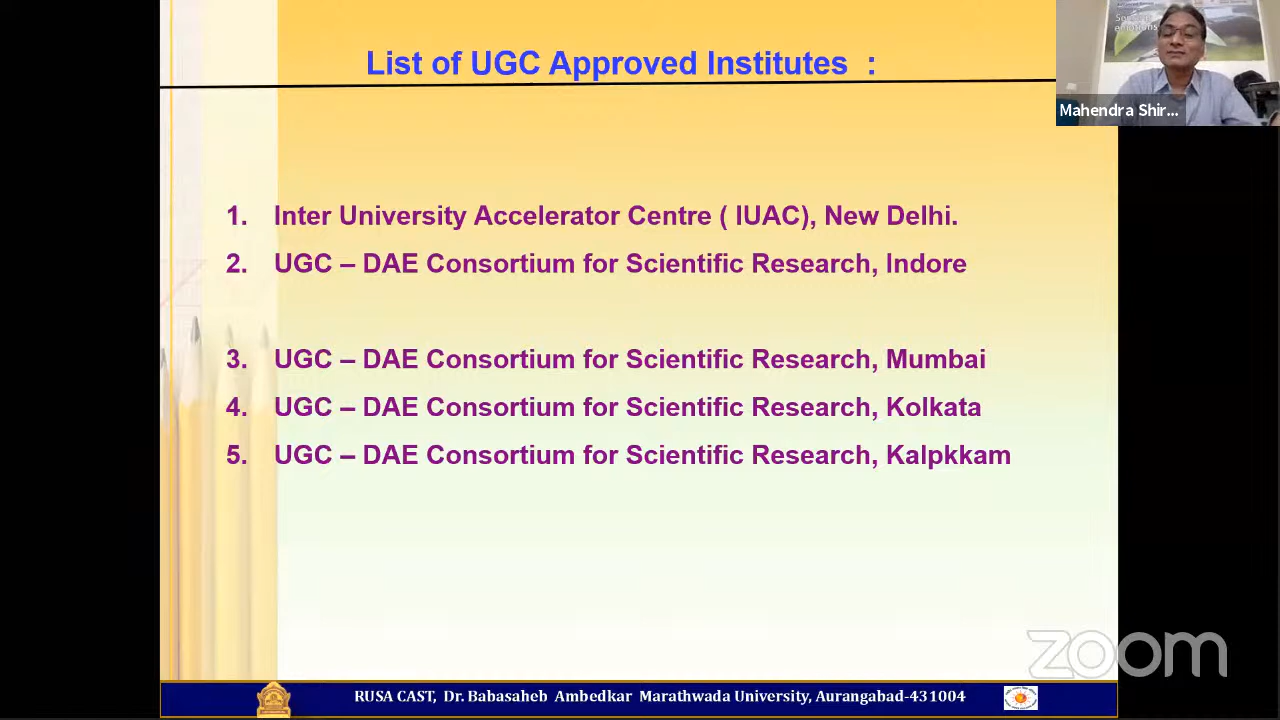 List of UGC Approved Institutes :
Mahendra Shir...
1. Inter University Accelerator Centre ( IUAC), New Delhi.
2. UGC – DAE Consortium for Scientific Research, Indore
3. UGC – DAE Consortium for Scientific Research, Mumbai
4. UGC – DAE Consortium for Scientific Research, Kolkata
5. UGC – DAE Consortium for Scientific Research, Kalpkkam
zoom
RUSA CAST, Dr. Babasaheb Ambedkar Marathwada University, Aurangabad-431004